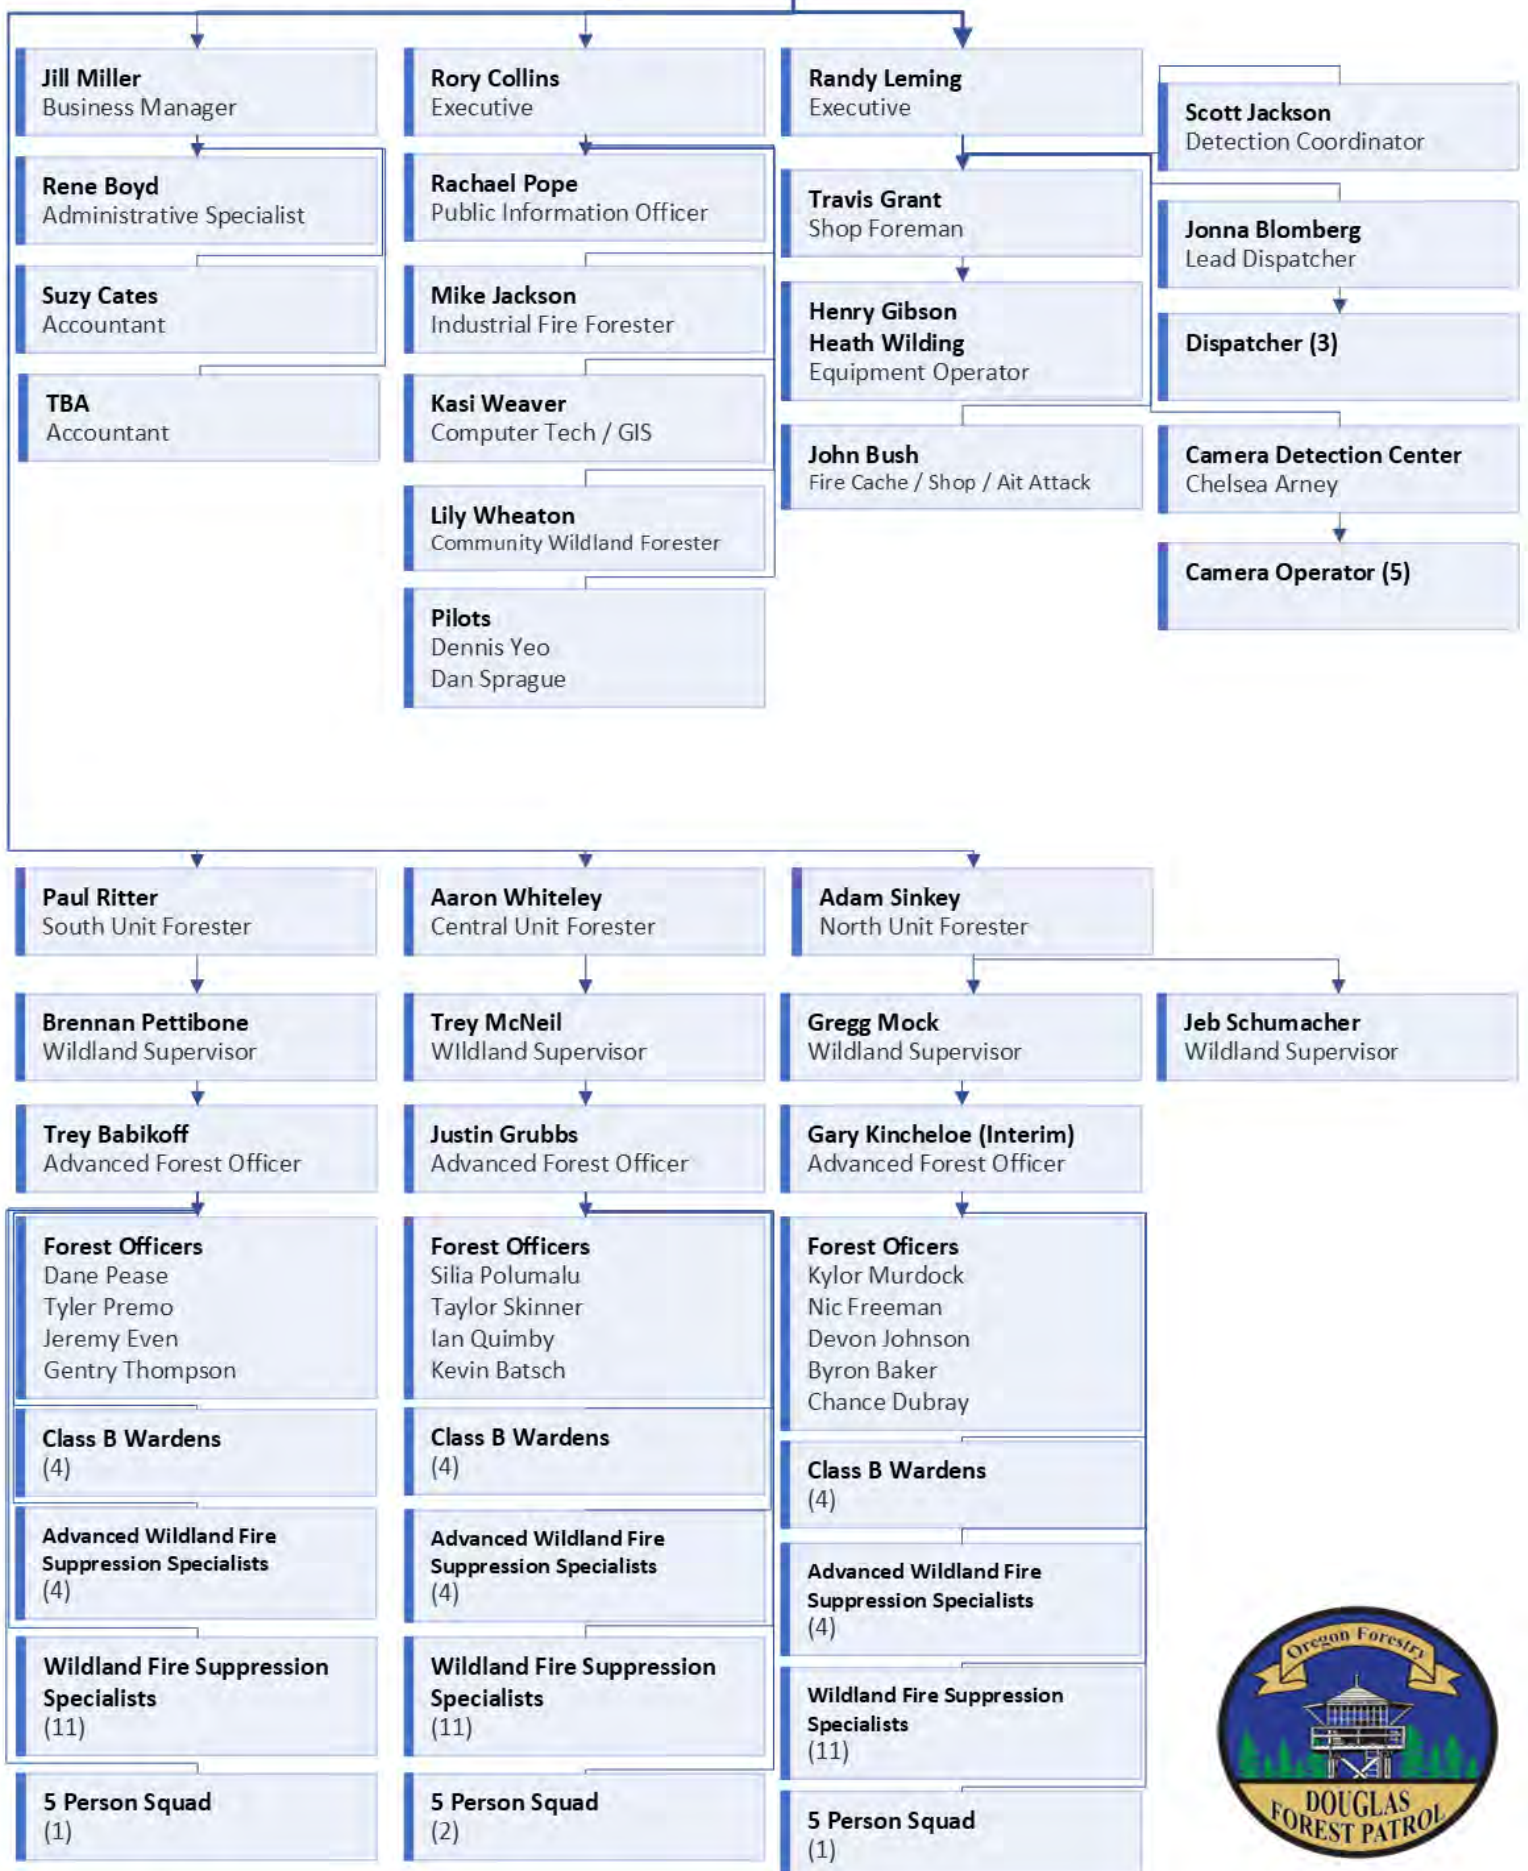 Jill Miller
Business Manager
Rene Boyd
Administrative Specialist
Suzy Cates
Accountant
TBA
Accountant
Rory Collins
Executive
Rachael Pope
Public Information Officer
Mike Jackson
Industrial Fire Forester
Kasi Weaver
Computer Tech / GIS
Lily Wheaton
Community Wildland Forester
Pilots
Dennis Yeo
Dan Sprague
Randy Leming
Executive
Travis Grant
Shop Foreman
Henry Gibson
Heath Wilding
Equipment Operator
John Bush
Fire Cache / Shop / Ait Attack
Scott Jackson
Detection Coordinator
Jonna Blomberg
Lead Dispatcher
Dispatcher (3)
Camera Detection Center
Chelsea Arney
Camera Operator (5)
Paul Ritter
South Unit Forester
Brennan Pettibone
Wildland Supervisor
Trey Babikoff
Advanced Forest Officer
Forest Officers
Dane Pease
Tyler Premo
Jeremy Even
Gentry Thompson
Class B Wardens
(4)
Advanced Wildland Fire
Suppression Specialists
(4)
Wildland Fire Suppression
Specialists
(11)
5 Person Squad
(1)
Aaron Whiteley
Central Unit Forester
Trey McNeil
WIldland Supervisor
Justin Grubbs
Advanced Forest Officer
Forest Officers
Silia Polumalu
Taylor Skinner
Ian Quimby
Kevin Batsch
Class B Wardens
(4)
Advanced Wildland Fire
Suppression Specialists
(4)
Wildland Fire Suppression
Specialists
(11)
5 Person Squad
(2)
Adam Sinkey
North Unit Forester
Gregg Mock
Wildland Supervisor
Gary Kincheloe (Interim)
Advanced Forest Officer
Forest Oficers
Kylor Murdock
Nic Freeman
Devon Johnson
Byron Baker
Chance Dubray
Class B Wardens
(4)
Advanced Wildland Fire
Suppression Specialists
(4)
Wildland Fire Suppression
Specialists
(11)
5 Person Squad
(1)
Jeb Schumacher
Wildland Supervisor
Oregon Forestry
DOUGLAS
FOREST PATROL